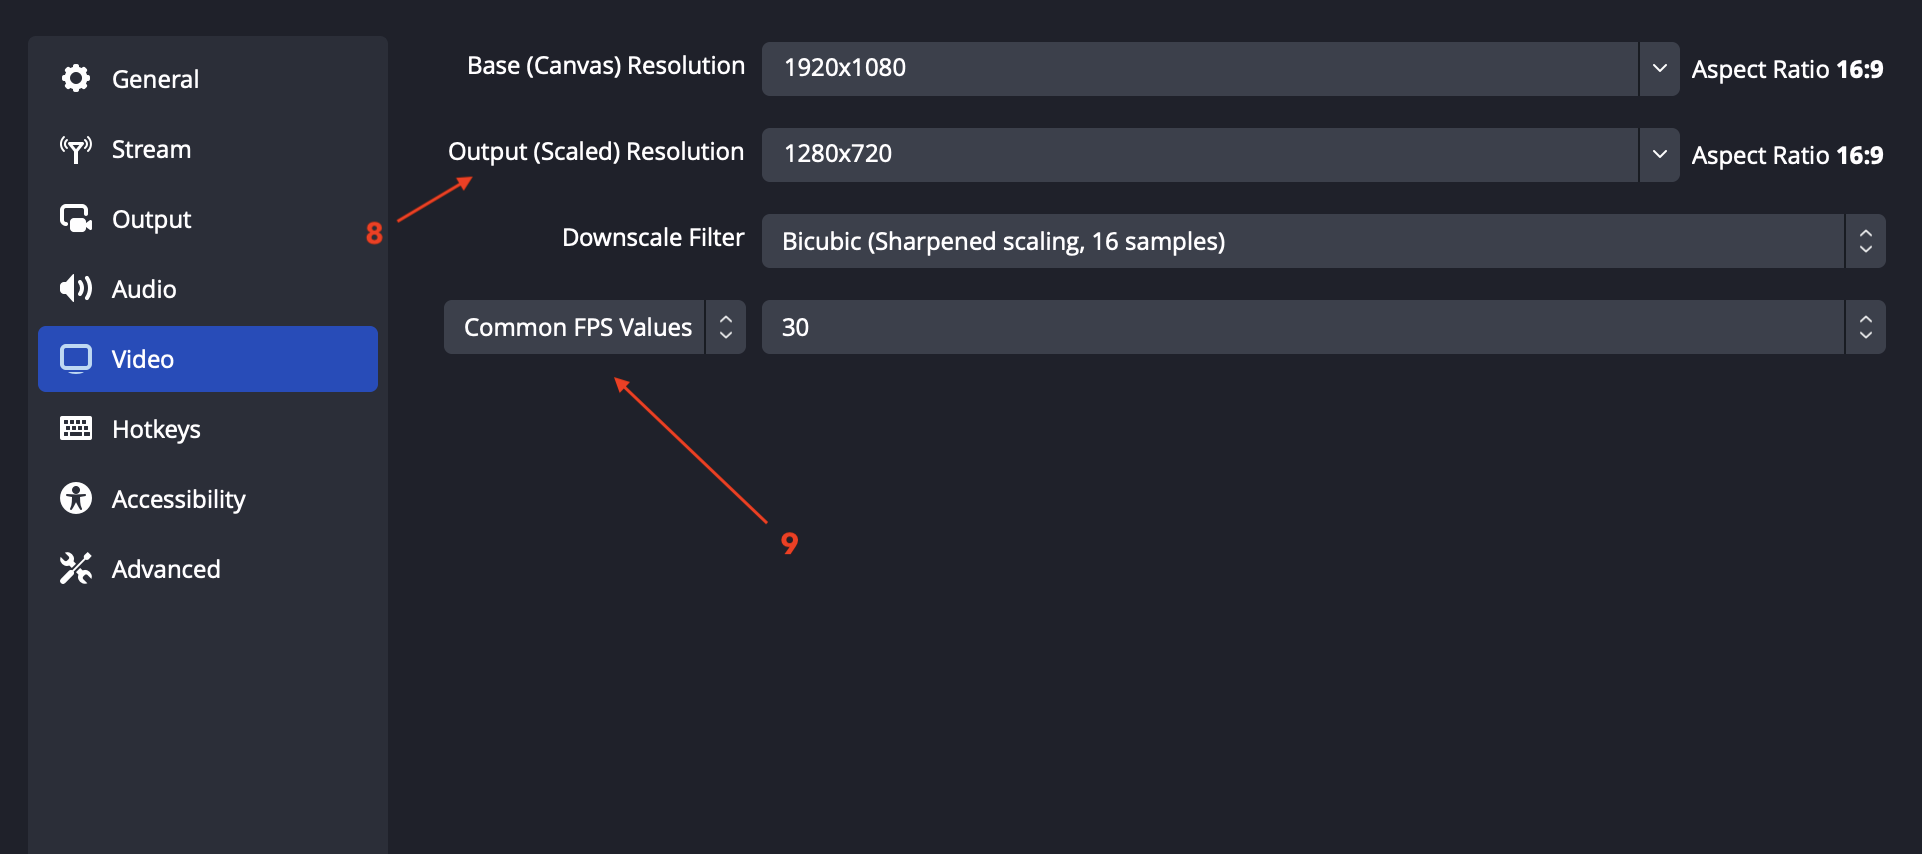 General
Stream
Output
Audio
Video
Hotkeys
Accessibility
Advanced
Base (Canvas) Resolution 1920x1080 Aspect Ratio 16:9
Output (Scaled) Resolution 1280x720 Aspect Ratio 16:9
8
Downscale Filter Bicubic (Sharpened scaling, 16 samples)
Common FPS Values 30
9